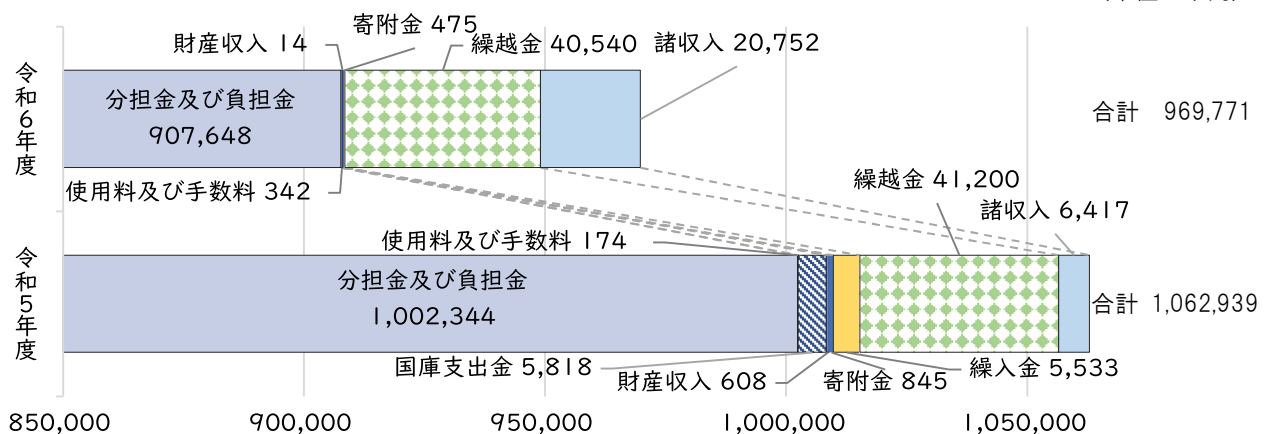 財産収入 14
寄附金 475
繰越金 40,540
諸収入 20,752
令和6年度
分担金及び負担金
907,648
合計 969,771
使用料及び手数料 342
繰越金 41,200
諸収入 6,417
使用料及び手数料 174
令和5年度
分担金及び負担金
1,002,344
合計 1,062,939
国庫支出金 5,818
財産収入 608
寄附金 845
繰入金 5,533
850,000
900,000
950,000
1,000,000
1,050,000